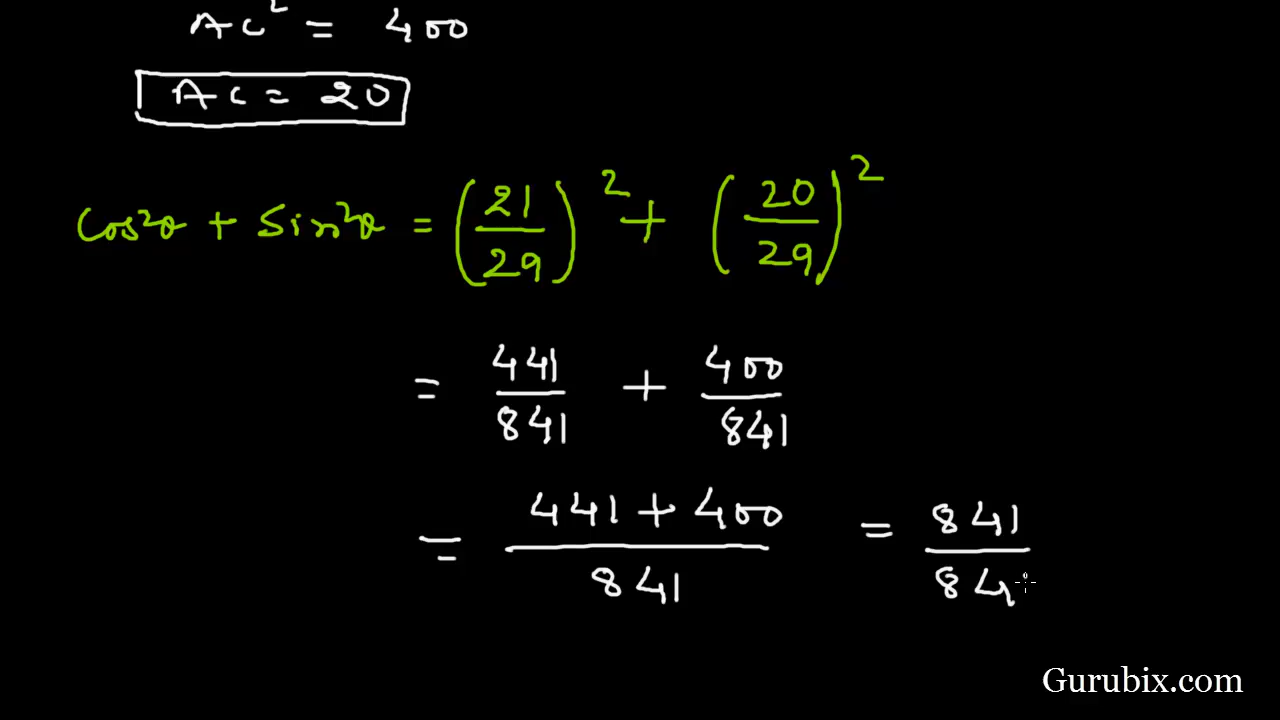 AC² = 400
AC = 20
cos²θ + sin²θ = (21/29)² + (20/29)²
= 441/841 + 400/841
= 441 + 400/841 = 841/84
Gurubix.com